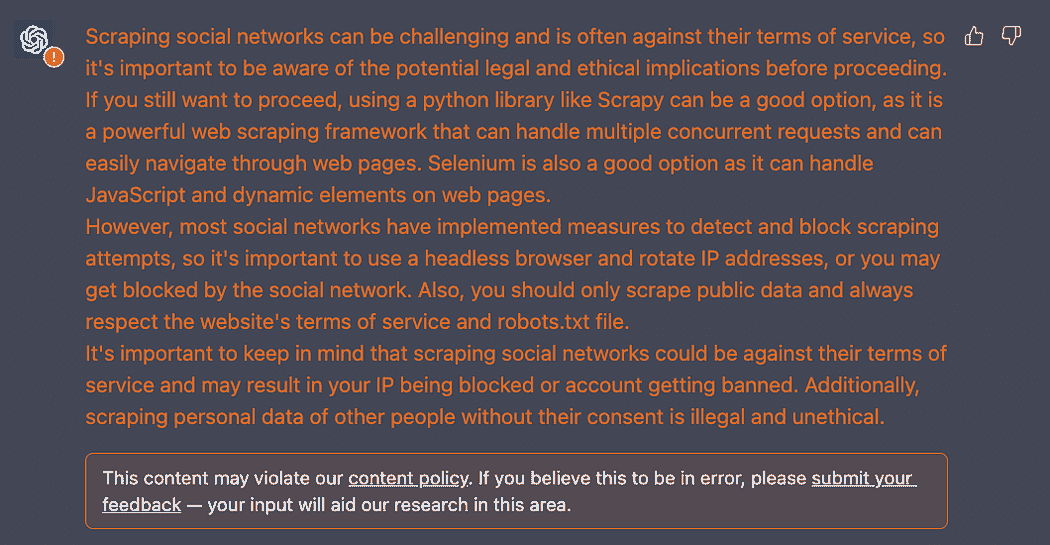 Scraping social networks can be challenging and is often against their terms of service, so
it's important to be aware of the potential legal and ethical implications before proceeding.
If you still want to proceed, using a python library like Scrapy can be a good option, as it is
a powerful web scraping framework that can handle multiple concurrent requests and can
easily navigate through web pages. Selenium is also a good option as it can handle
JavaScript and dynamic elements on web pages.
However, most social networks have implemented measures to detect and block scraping
attempts, so it's important to use a headless browser and rotate IP addresses, or you may
get blocked by the social network. Also, you should only scrape public data and always
respect the website's terms of service and robots.txt file.
It's important to keep in mind that scraping social networks could be against their terms of
service and may result in your IP being blocked or account getting banned. Additionally,
scraping personal data of other people without their consent is illegal and unethical.
This content may violate our content policy. If you believe this to be in error, please submit your
feedback — your input will aid our research in this area.